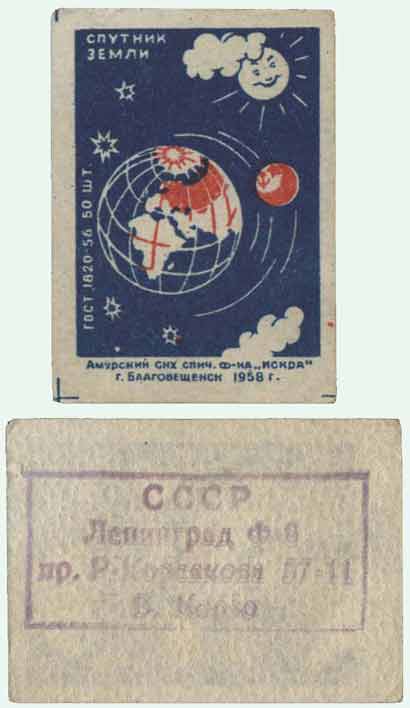 СПУТНИК
ЗЕМЛИ
ГОСТ 1820-56 50 ШТ.
Амурский снх спич. ф-ка „Искра"
г. Благовещенск 1958 г.
СССР
Ленинград Ф-8
пр. Р. 57-11
В.